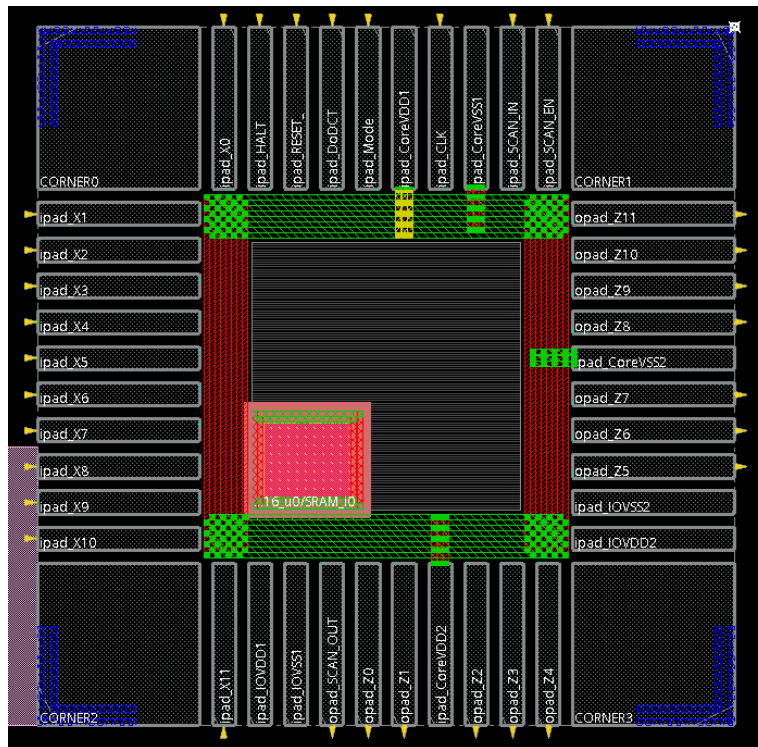 ipad_X0
ipad_HALT
ipad_RESET_
ipad_DoDCT
ipad_Mode
ipad_CoreVDD1
ipad_CLK
ipad_CoreVSS1
ipad_SCAN_IN
ipad_SCAN_EN
CORNER0
CORNER1
ipad_X1
opad_Z11
ipad_X2
opad_Z10
ipad_X3
opad_Z9
ipad_X4
opad_Z8
ipad_X5
pad_CoreVSS2
ipad_X6
opad_Z7
ipad_X7
opad_Z6
ipad_X8
opad_Z5
ipad_X9
16_u0/SRAM_i0
ipad_IOVSS2
ipad_X10
ipad_IOVDD2
ipad_X11
ipad_IOVDD1
ipad_IOVSS1
opad_SCAN_OUT
opad_Z0
opad_Z1
ipad_CoreVDD2
opad_Z2
opad_Z3
opad_Z4
CORNER2
CORNER3